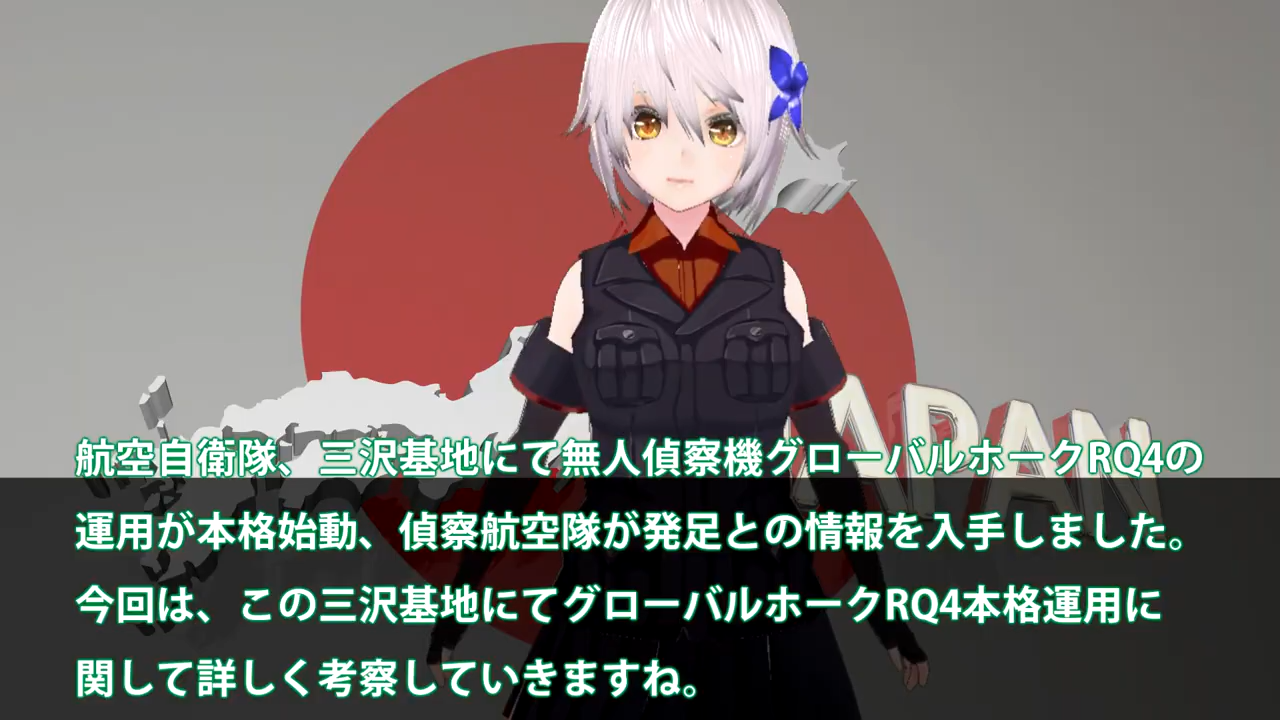 JAPAN
航空自衛隊、三沢基地にて無人偵察機グローバルホークRQ4の
運用が本格始動、偵察航空隊が発足との情報を入手しました。
今回は、この三沢基地にてグローバルホークRQ4本格運用に
関して詳しく考察していきますね。